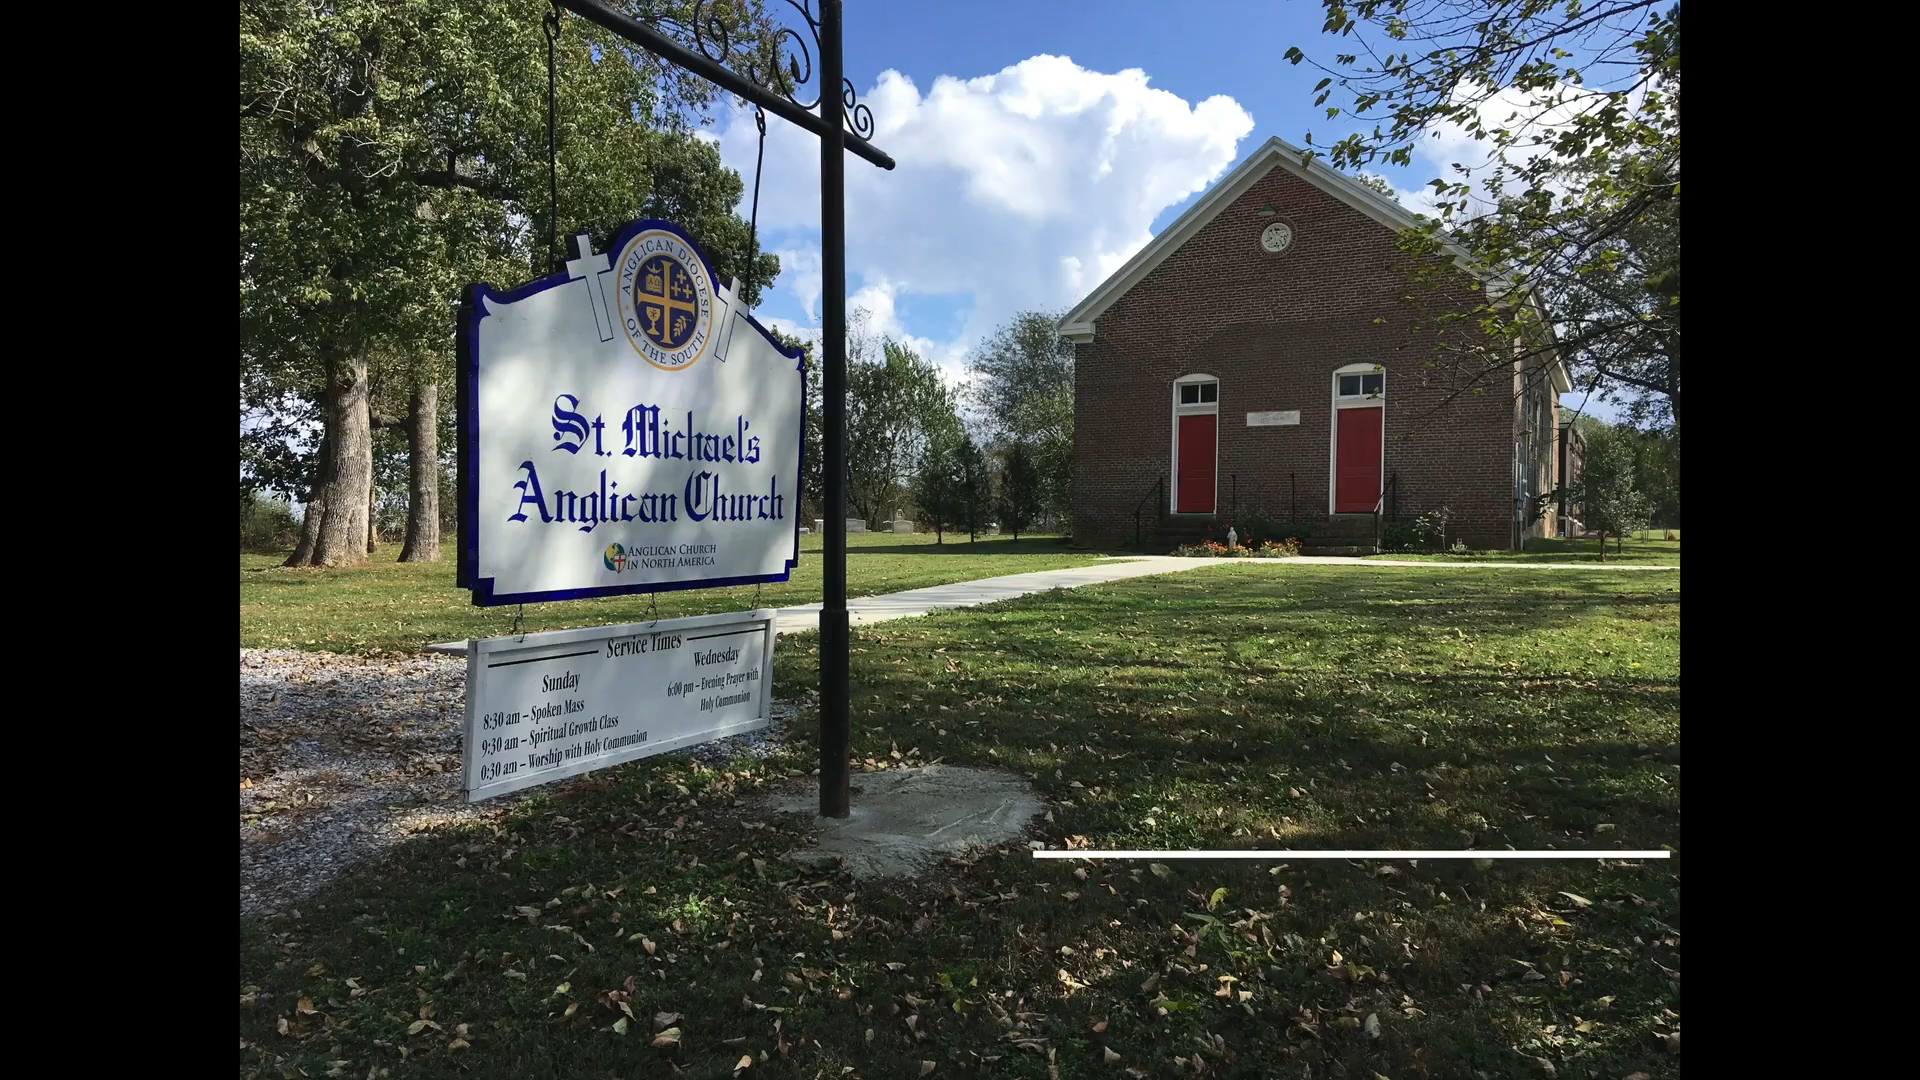 ANGLICAN DIOCESE
OF THE SOUTH
St. Michael's
Anglican Church
ANGLICAN CHURCH
IN NORTH AMERICA
Service Times
Sunday
8:30 am – Spoken Mass
9:30 am – Spiritual Growth Class
0:30 am – Worship with Holy Communion
Wednesday
6:00 pm – Evening Prayer with
Holy Communion